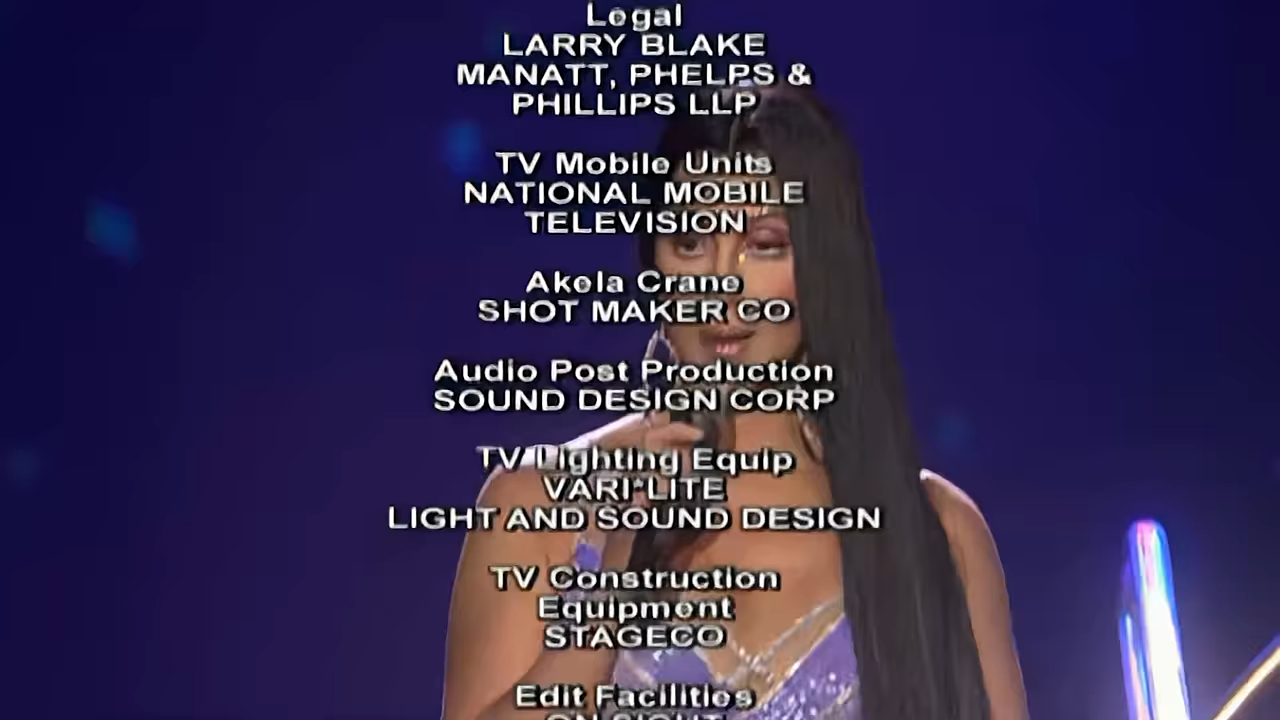 Legal
LARRY BLAKE
MANATT, PHELPS &
PHILLIPS LLP
TV Mobile Units
NATIONAL MOBILE
TELEVISION
Akela Crane
SHOT MAKER CO
Audio Post Production
SOUND DESIGN CORP
TV Lighting Equip
VARI*LITE
LIGHT AND SOUND DESIGN
TV Construction
Equipment
STAGECO
Edit Facilities
ON SIGHT